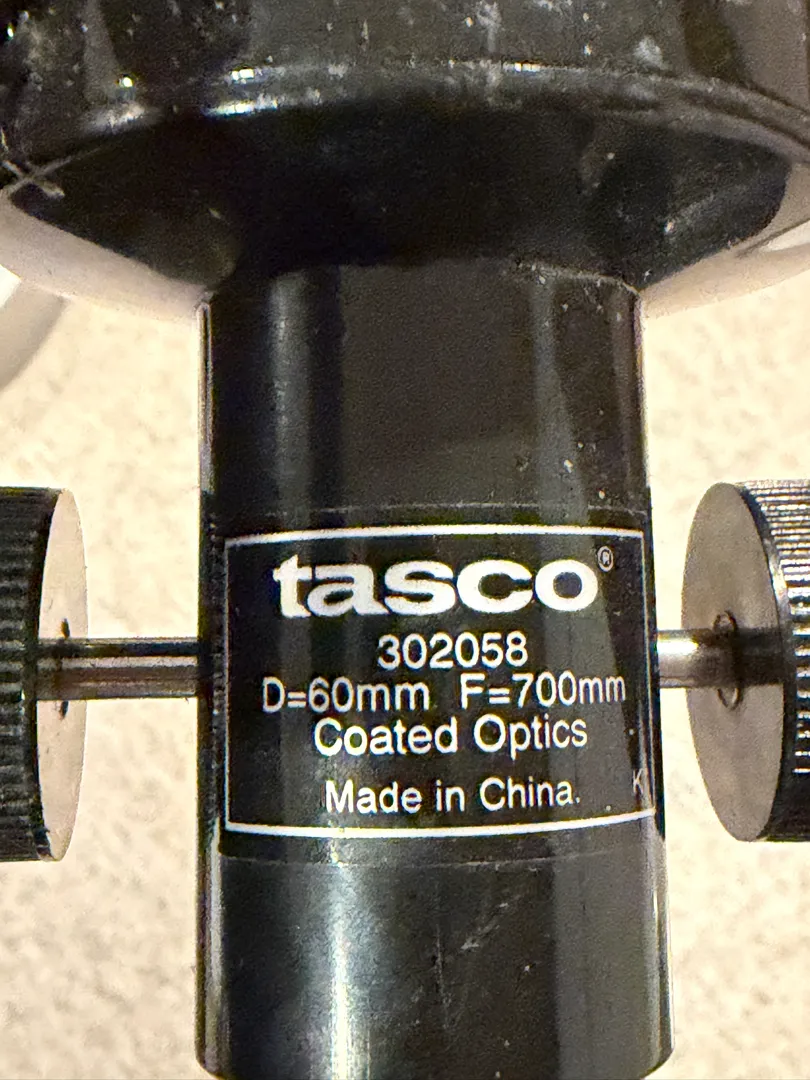 tasco®
302058
D=60mm F=700mm
Coated Optics
Made in China. K